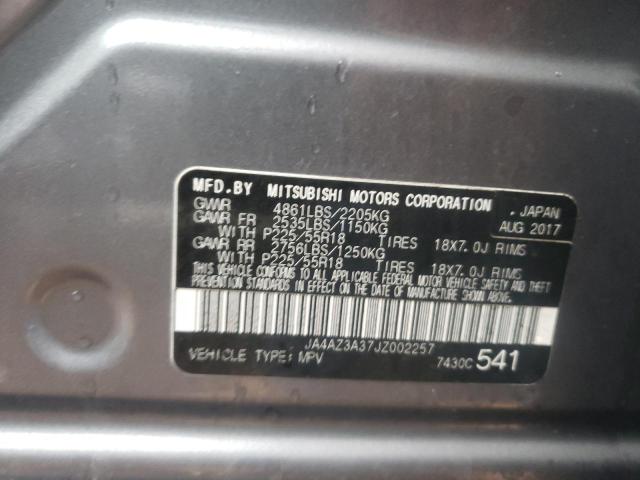 MFD.BY MITSUBISHI MOTORS CORPORATION
GVWR 4861LBS/2205KG , JAPAN
GAWR FR 2535LBS/1150KG AUG 2017
WITH P225/55R18 TIRES 18X7.0J RIMS
GAWR RR 2756LBS/1250KG
WITH P225/55R18 TIRES 18X7.0J RIMS
THIS VEHICLE CONFORMS TO ALL APPLICABLE FEDERAL MOTOR VEHICLE SAFETY AND THEFT
PREVENTION STANDARDS IN EFFECT ON THE DATE OF MANUFACTURE SHOWN ABOVE.
JA4AZ3A37JZ002257
VEHICLE TYPE: MPV 7430C 541